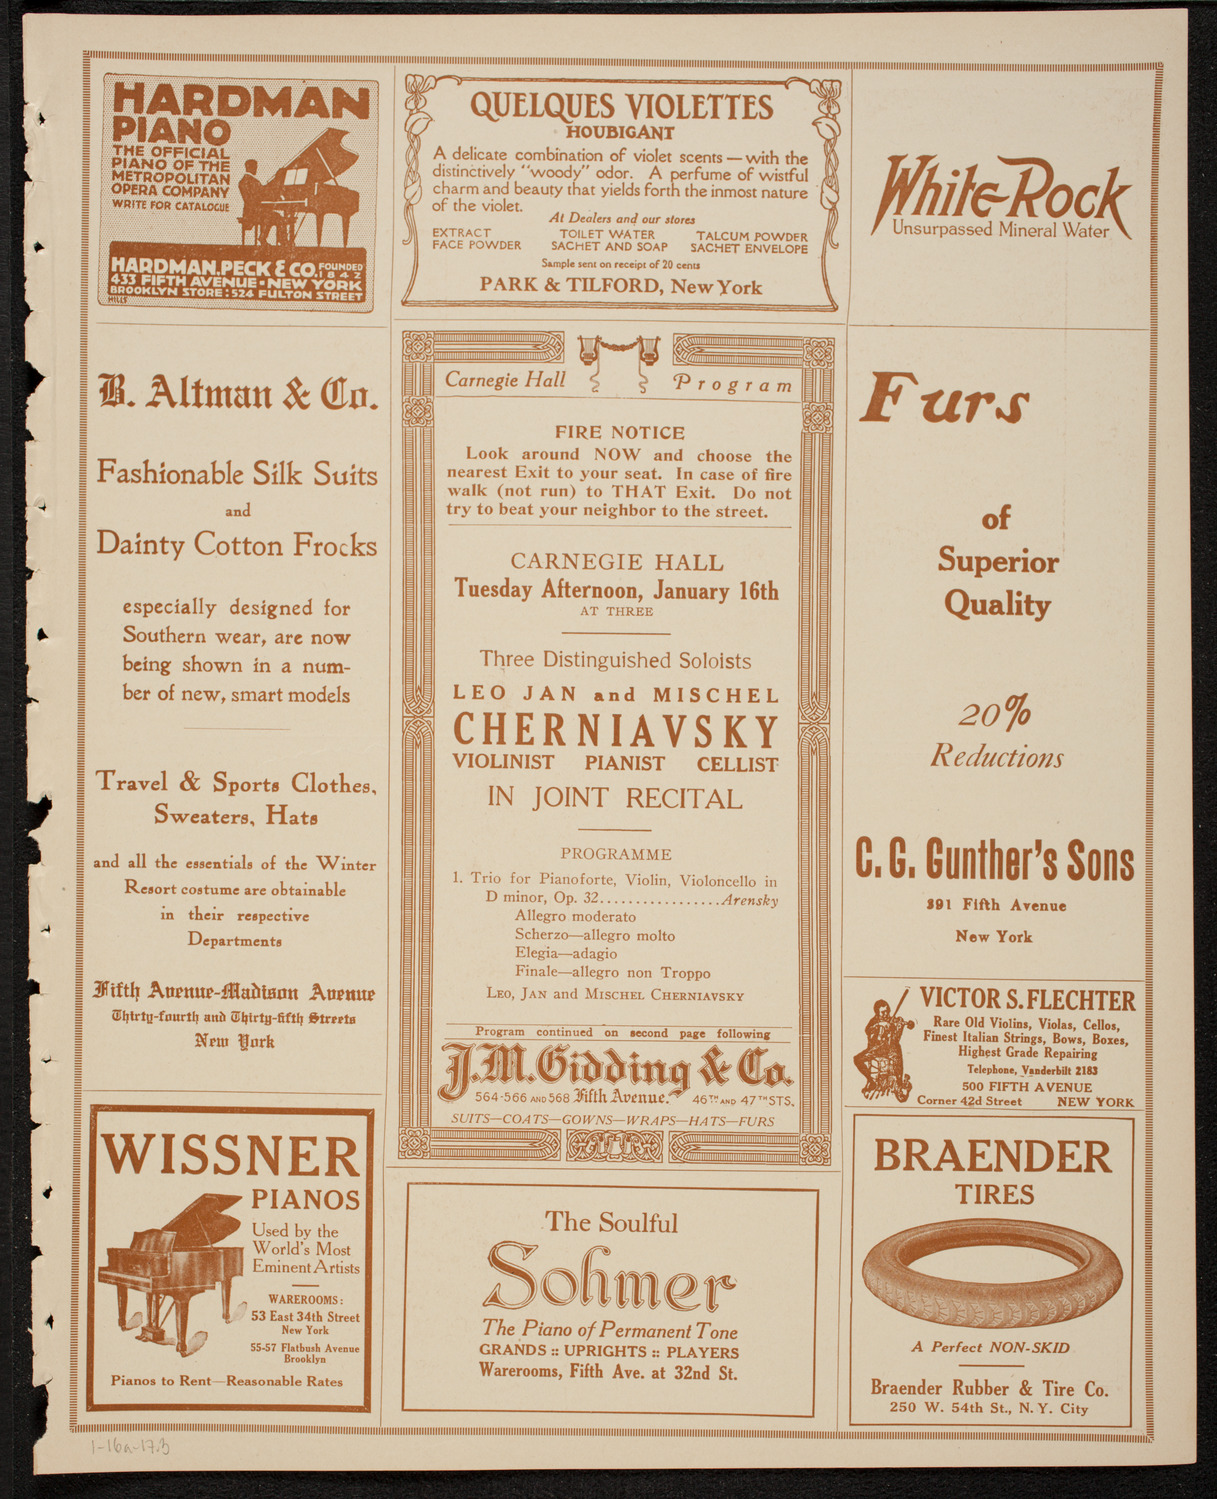 HARDMAN
PIANO
THE OFFICIAL
PIANO OF THE
METROPOLITAN
OPERA COMPANY
WRITE FOR CATALOGUE
HARDMAN, PECK & CO. FOUNDED 1842
433 FIFTH AVENUE - NEW YORK
BROOKLYN STORE: 524 FULTON STREET
HILLS
QUELQUES VIOLETTES
HOUBIGANT
A delicate combination of violet scents — with the
distinctively "woody" odor. A perfume of wistful
charm and beauty that yields forth the inmost nature
of the violet.
At Dealers and our stores
EXTRACT TOILET WATER TALCUM POWDER
FACE POWDER SACHET AND SOAP SACHET ENVELOPE
Sample sent on receipt of 20 cents
PARK & TILFORD, New York
White-Rock
Unsurpassed Mineral Water
B. Altman & Co.
Fashionable Silk Suits
and
Dainty Cotton Frocks
especially designed for
Southern wear, are now
being shown in a num-
ber of new, smart models
Travel & Sports Clothes,
Sweaters, Hats
and all the essentials of the Winter
Resort costume are obtainable
in their respective
Departments
Fifth Avenue-Madison Avenue
Thirty-fourth and Thirty-fifth Streets
New York
Carnegie Hall Program
FIRE NOTICE
Look around NOW and choose the
nearest Exit to your seat. In case of fire
walk (not run) to THAT Exit. Do not
try to beat your neighbor to the street.
CARNEGIE HALL
Tuesday Afternoon, January 16th
AT THREE
Three Distinguished Soloists
LEO JAN and MISCHEL
CHERNIAVSKY
VIOLINIST PIANIST CELLIST
IN JOINT RECITAL
PROGRAMME
1. Trio for Pianoforte, Violin, Violoncello in
D minor, Op. 32.................Arensky
Allegro moderato
Scherzo—allegro molto
Elegia—adagio
Finale—allegro non Troppo
LEO, JAN and MISCHEL CHERNIAVSKY
Program continued on second page following
J.M. Gidding & Co.
564-566 AND 568 Fifth Avenue. 46TH AND 47TH STS.
SUITS—COATS—GOWNS—WRAPS—HATS—FURS
Furs
of
Superior
Quality
20%
Reductions
C. G. Gunther's Sons
391 Fifth Avenue
New York
VICTOR S. FLECHTER
Rare Old Violins, Violas, Cellos,
Finest Italian Strings, Bows, Boxes,
Highest Grade Repairing
Telephone, Vanderbilt 2183
500 FIFTH AVENUE
Corner 42d Street NEW YORK
WISSNER
PIANOS
Used by the
World's Most
Eminent Artists
WAREROOMS:
53 East 34th Street
New York
55-57 Flatbush Avenue
Brooklyn
Pianos to Rent—Reasonable Rates
The Soulful
Sohmer
The Piano of Permanent Tone
GRANDS :: UPRIGHTS :: PLAYERS
Warerooms, Fifth Ave. at 32nd St.
BRAENDER
TIRES
A Perfect NON-SKID
Braender Rubber & Tire Co.
250 W. 54th St., N. Y. City
1-16a-17.3